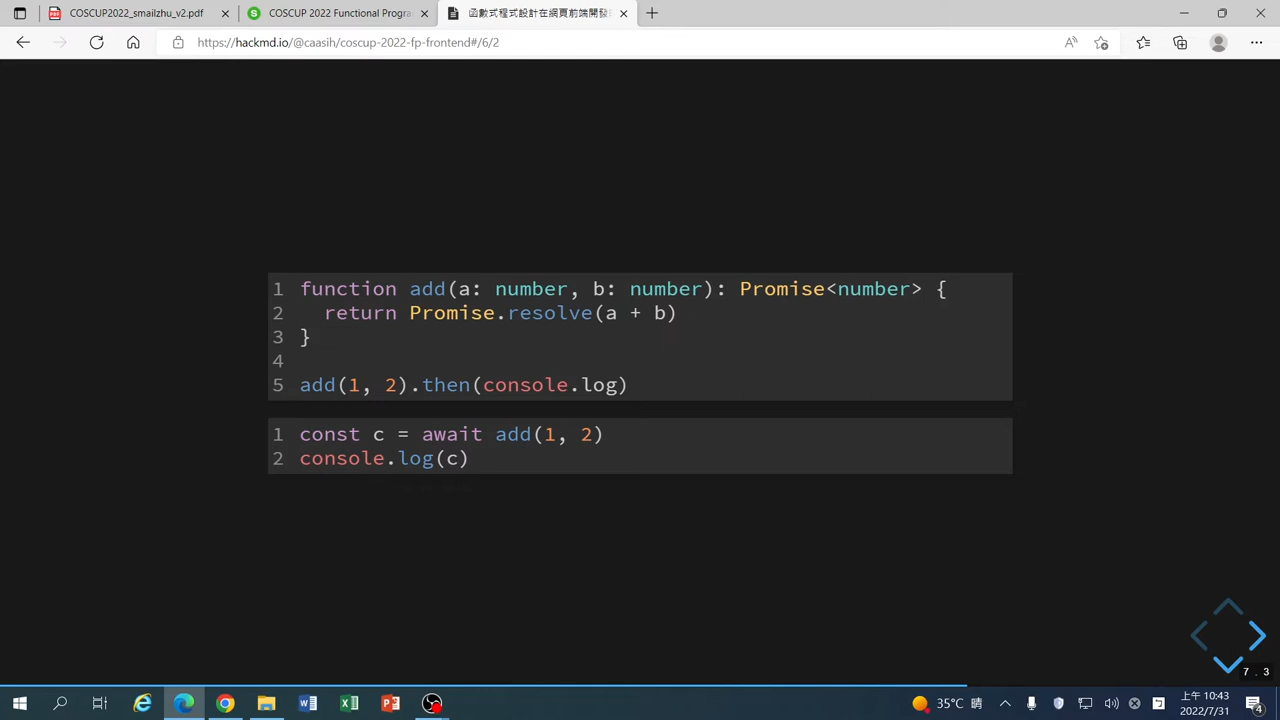 COSCUP2022_smailzhu_v2.pdf
COSCUP 2022 Functional Progra
函數式程式設計在網頁前端開發
https://hackmd.io/@caasih/coscup-2022-fp-frontend#/6/2
1 function add(a: number, b: number): Promise<number> {
2 return Promise.resolve(a + b)
3 }
4
5 add(1, 2).then(console.log)
1 const c = await add(1, 2)
2 console.log(c)
7 . 3
35°C 晴
上午 10:43
2022/7/31
4